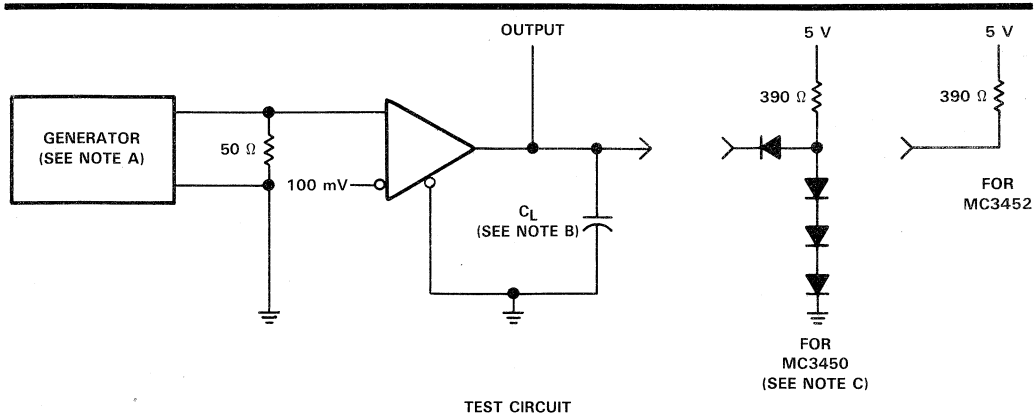 OUTPUT
5 V
5 V
390 Ω
390 Ω
GENERATOR
(SEE NOTE A)
50 Ω
100 mV
CL
(SEE NOTE B)
FOR
MC3452
FOR
MC3450
(SEE NOTE C)
TEST CIRCUIT